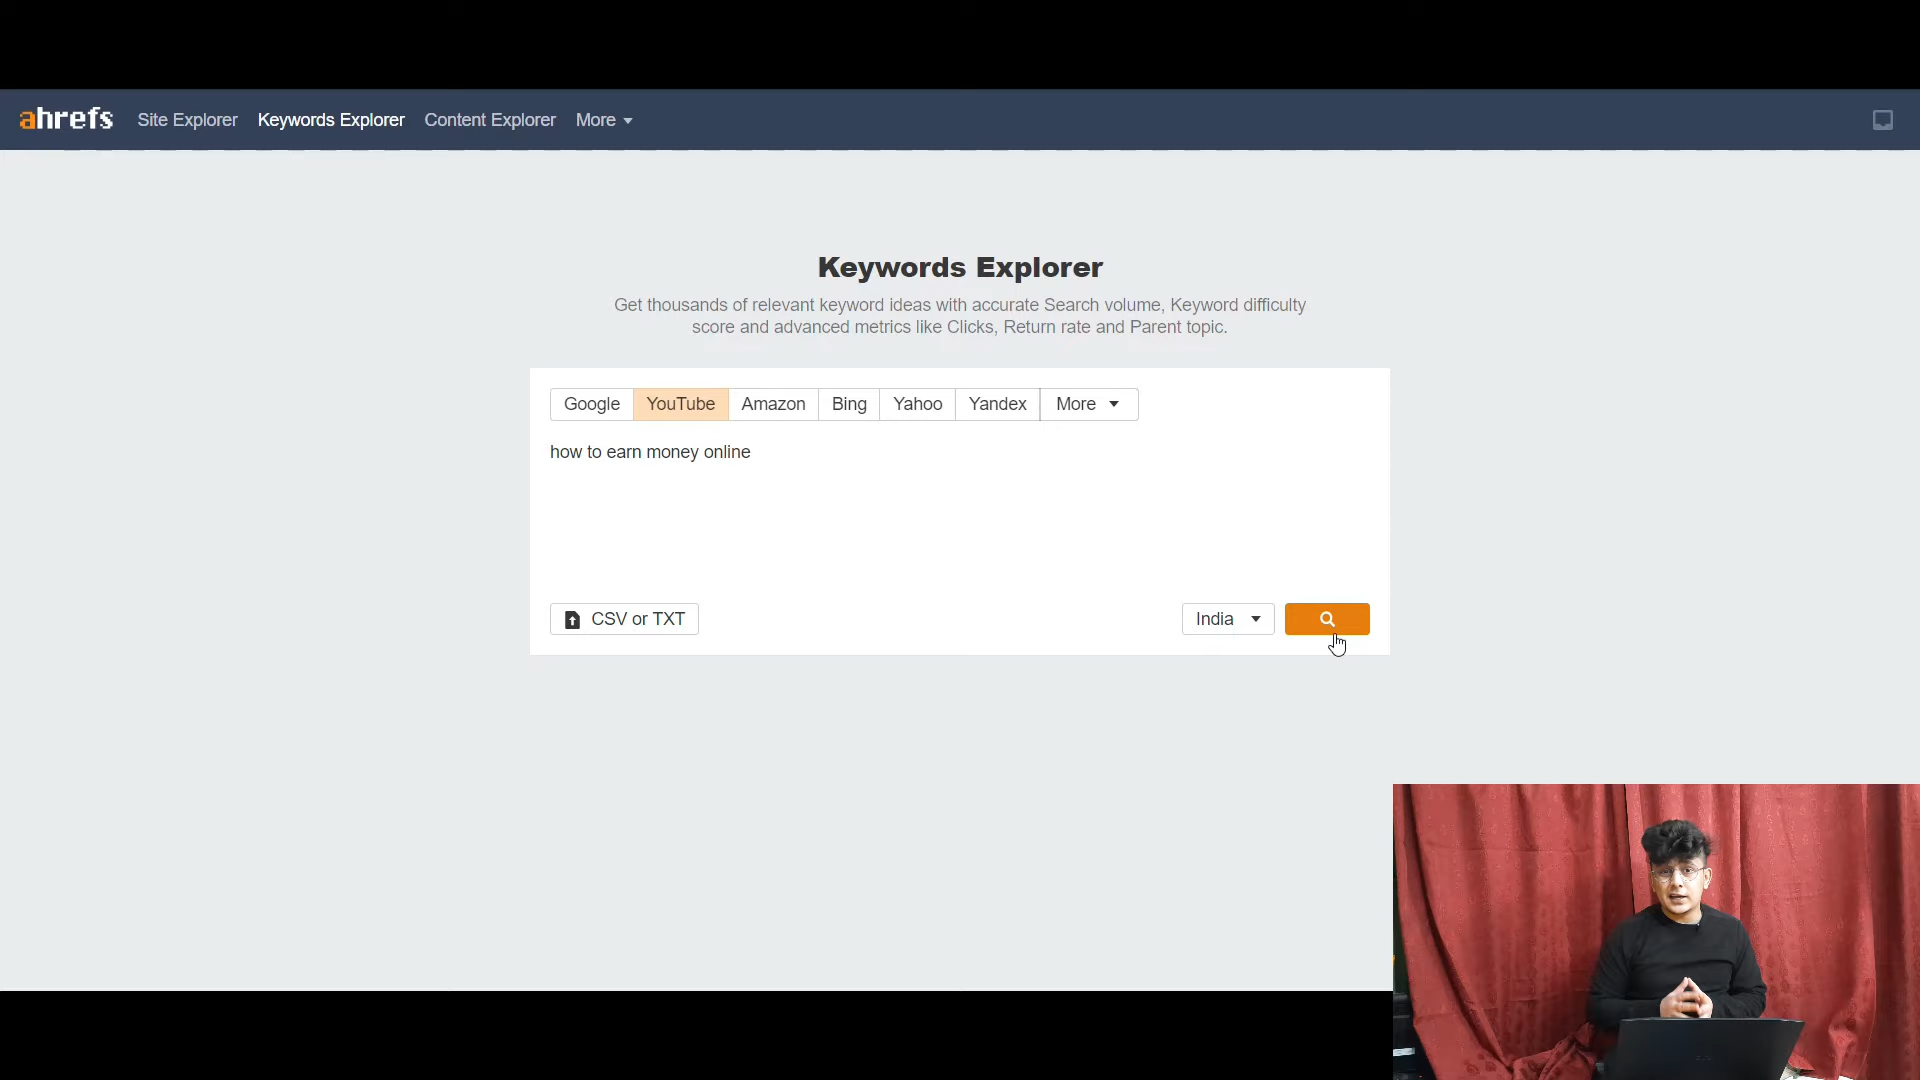 ahrefs Site Explorer Keywords Explorer Content Explorer More
Keywords Explorer
Get thousands of relevant keyword ideas with accurate Search volume, Keyword difficulty
score and advanced metrics like Clicks, Return rate and Parent topic.
Google YouTube Amazon Bing Yahoo Yandex More
how to earn money online
CSV or TXT India